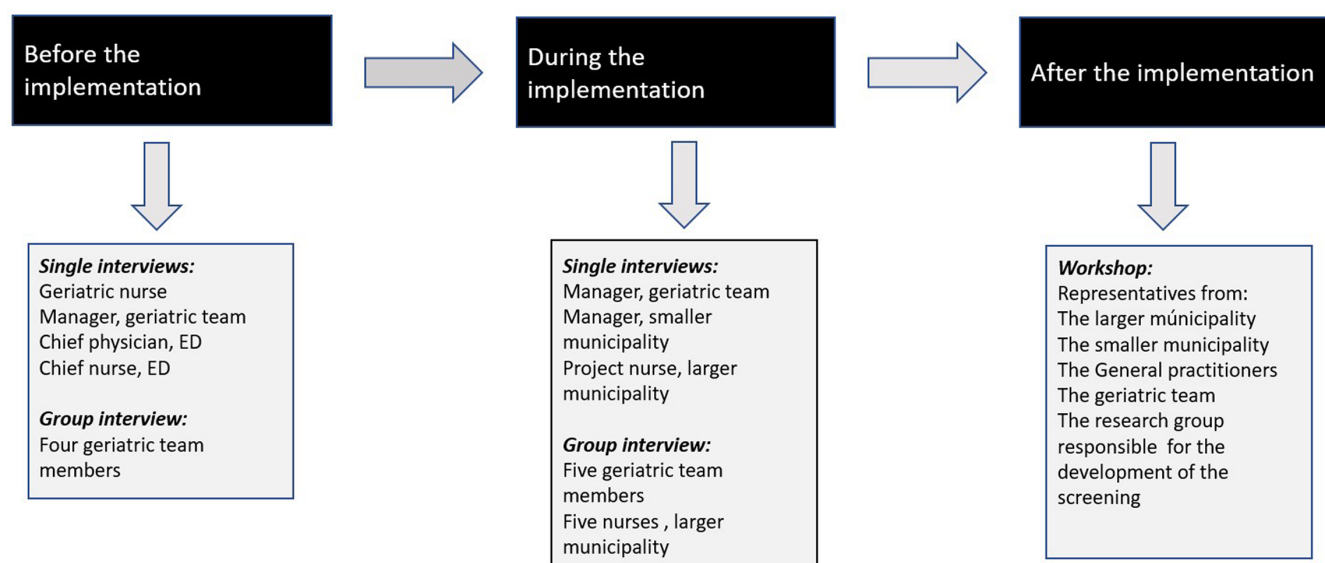 Before the
implementation
During the
implementation
After the implementation
Single interviews:
Geriatric nurse
Manager, geriatric team
Chief physician, ED
Chief nurse, ED
Group interview:
Four geriatric team
members
Single interviews:
Manager, geriatric team
Manager, smaller
municipality
Project nurse, larger
municipality
Group interview:
Five geriatric team
members
Five nurses , larger
municipality
Workshop:
Representatives from:
The larger múnicipality
The smaller municipality
The General practitioners
The geriatric team
The research group
responsible  for the
development of the
screening